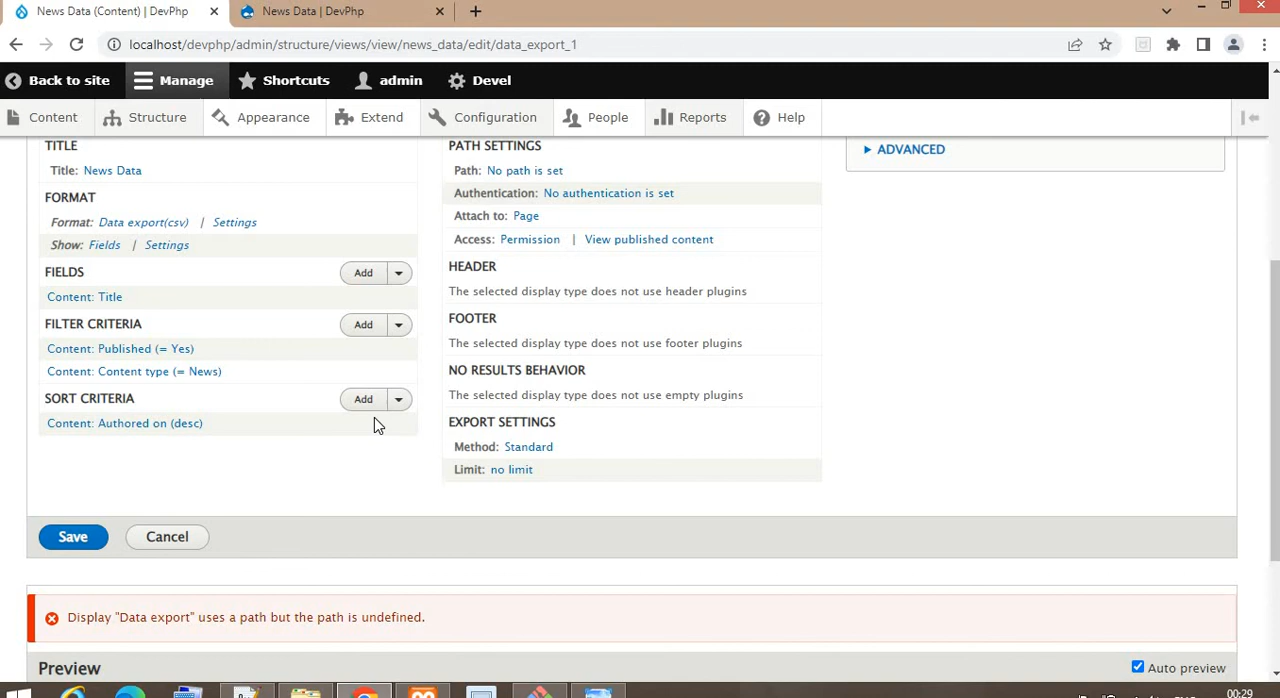 News Data (Content) | DevPhp
News Data | DevPhp
localhost/devphp/admin/structure/views/view/news_data/edit/data_export_1
Back to site Manage Shortcuts admin Devel
Content Structure Appearance Extend Configuration People Reports Help
TITLE
Title: News Data
FORMAT
Format: Data export(csv) | Settings
Show: Fields | Settings
FIELDS Add
Content: Title
FILTER CRITERIA Add
Content: Published (= Yes)
Content: Content type (= News)
SORT CRITERIA Add
Content: Authored on (desc)
PATH SETTINGS
Path: No path is set
Authentication: No authentication is set
Attach to: Page
Access: Permission | View published content
HEADER
The selected display type does not use header plugins
FOOTER
The selected display type does not use footer plugins
NO RESULTS BEHAVIOR
The selected display type does not use empty plugins
EXPORT SETTINGS
Method: Standard
Limit: no limit
ADVANCED
Save Cancel
Display "Data export" uses a path but the path is undefined.
Preview
Auto preview
00:29